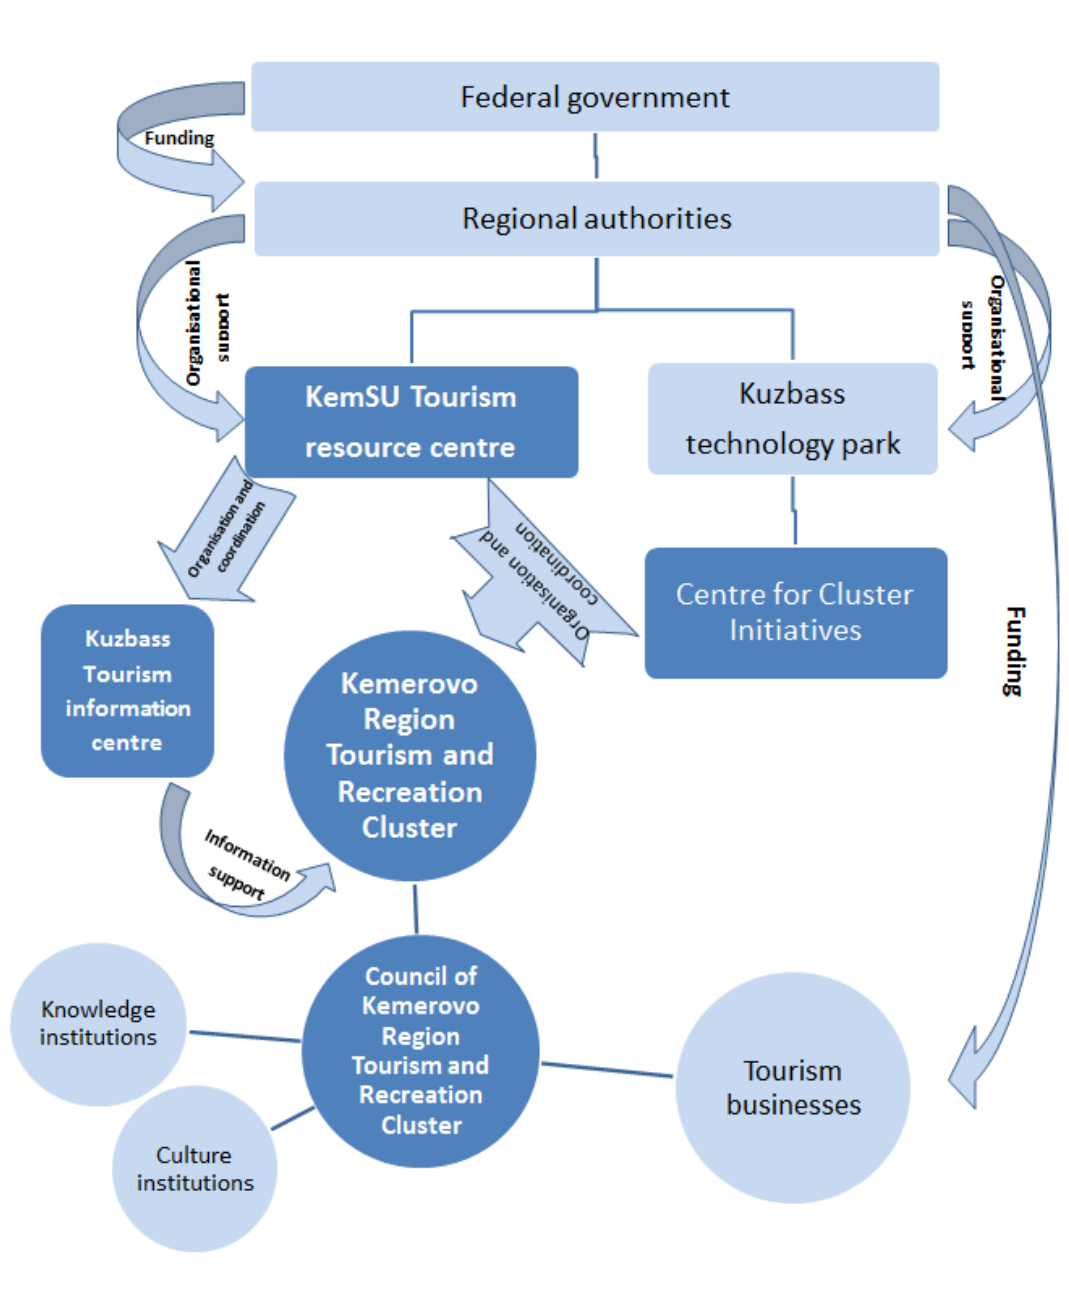 Federal government
Funding
Regional authorities
Organisational
support
Organisational
support
KemSU Tourism
resource centre
Kuzbass
technology park
Organisation and
coordination
Organisation and
coordination
Centre for Cluster
Initiatives
Funding
Kuzbass
Tourism
information
centre
Kemerovo
Region
Tourism and
Recreation
Cluster
Information
support
Council of
Kemerovo
Region
Tourism and
Recreation
Cluster
Knowledge
institutions
Tourism
businesses
Culture
institutions